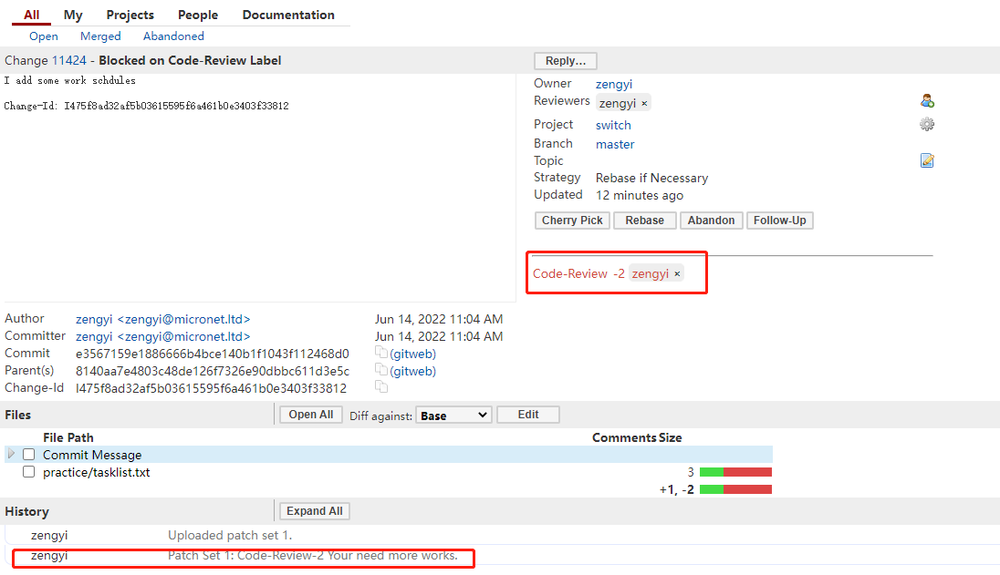 All My Projects People Documentation
Open Merged Abandoned
Change 11424 - Blocked on Code-Review Label
Reply...
I add some work schdules
Change-Id: I475f8ad32af5b03615595f6a461b0e3403f33812
Owner zengyi
Reviewers zengyi ×
Project switch
Branch master
Topic
Strategy Rebase if Necessary
Updated 12 minutes ago
Cherry Pick Rebase Abandon Follow-Up
Code-Review -2 zengyi ×
Author zengyi <zengyi@micronet.ltd> Jun 14, 2022 11:04 AM
Committer zengyi <zengyi@micronet.ltd> Jun 14, 2022 11:04 AM
Commit e3567159e1886666b4bce140b1f1043f112468d0 (gitweb)
Parent(s) 8140aa7e4803c48de126f7326e90dbbc611d3e5c (gitweb)
Change-Id I475f8ad32af5b03615595f6a461b0e3403f33812
Files Open All Diff against: Base Edit
File Path Comments Size
Commit Message
practice/tasklist.txt 3
+1, -2
History Expand All
zengyi Uploaded patch set 1.
zengyi Patch Set 1: Code-Review-2 Your need more works.